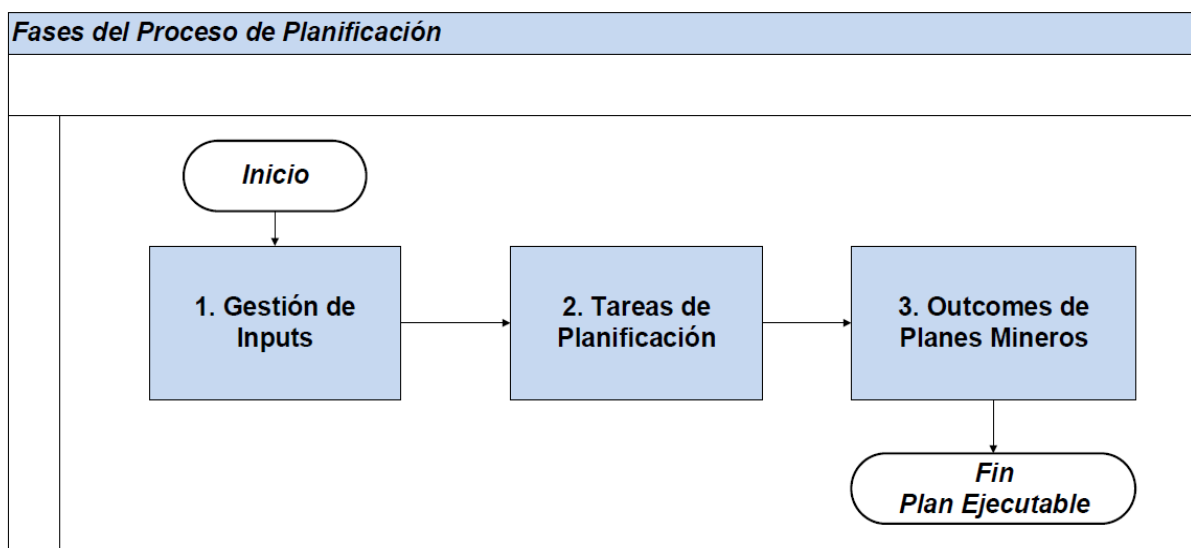 Fases del Proceso de Planificación
Inicio
1. Gestión de
Inputs
2. Tareas de
Planificación
3. Outcomes de
Planes Mineros
Fin
Plan Ejecutable